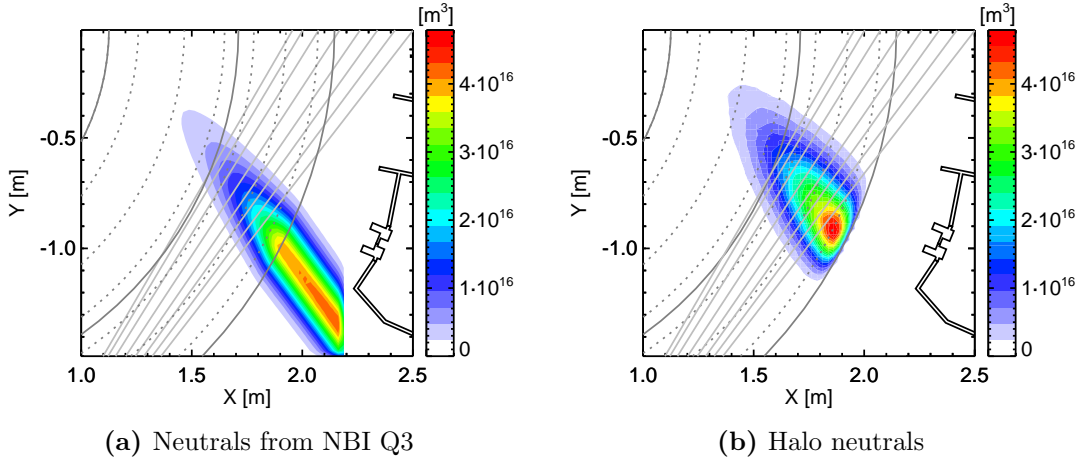 [m³]
4·10¹⁶
3·10¹⁶
2·10¹⁶
1·10¹⁶
0
-0.5
-1.0
Y [m]
1.0 1.5 2.0 2.5
X [m]
(a) Neutrals from NBI Q3
[m³]
4·10¹⁶
3·10¹⁶
2·10¹⁶
1·10¹⁶
0
-0.5
-1.0
Y [m]
1.0 1.5 2.0 2.5
X [m]
(b) Halo neutrals